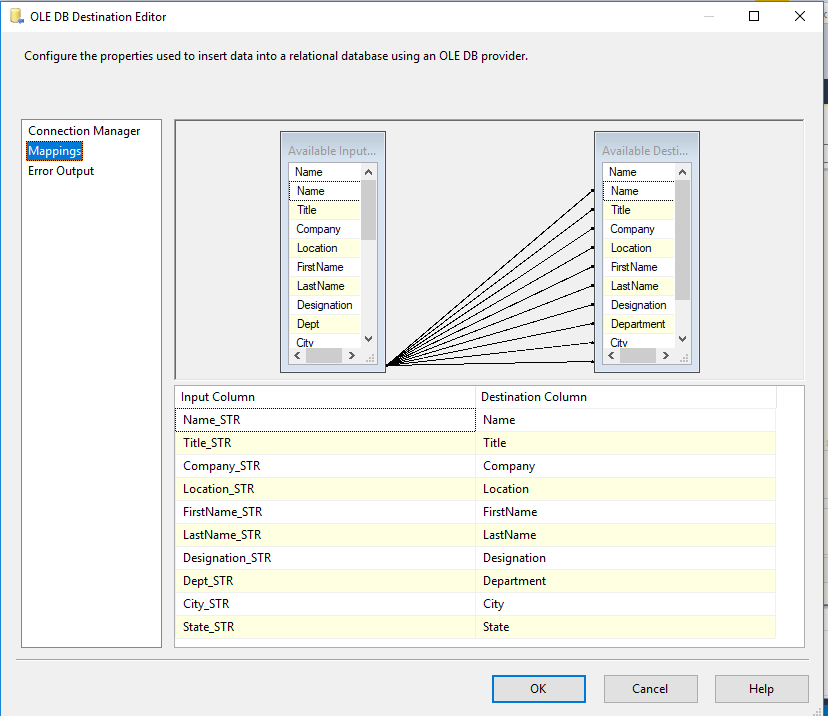 OLE DB Destination Editor
Configure the properties used to insert data into a relational database using an OLE DB provider.
Connection Manager
Mappings
Error Output
Available Input...
Name
Name
Title
Company
Location
FirstName
LastName
Designation
Dept
City
Available Desti...
Name
Name
Title
Company
Location
FirstName
LastName
Designation
Department
City
Input Column Destination Column
Name_STR Name
Title_STR Title
Company_STR Company
Location_STR Location
FirstName_STR FirstName
LastName_STR LastName
Designation_STR Designation
Dept_STR Department
City_STR City
State_STR State
OK Cancel Help